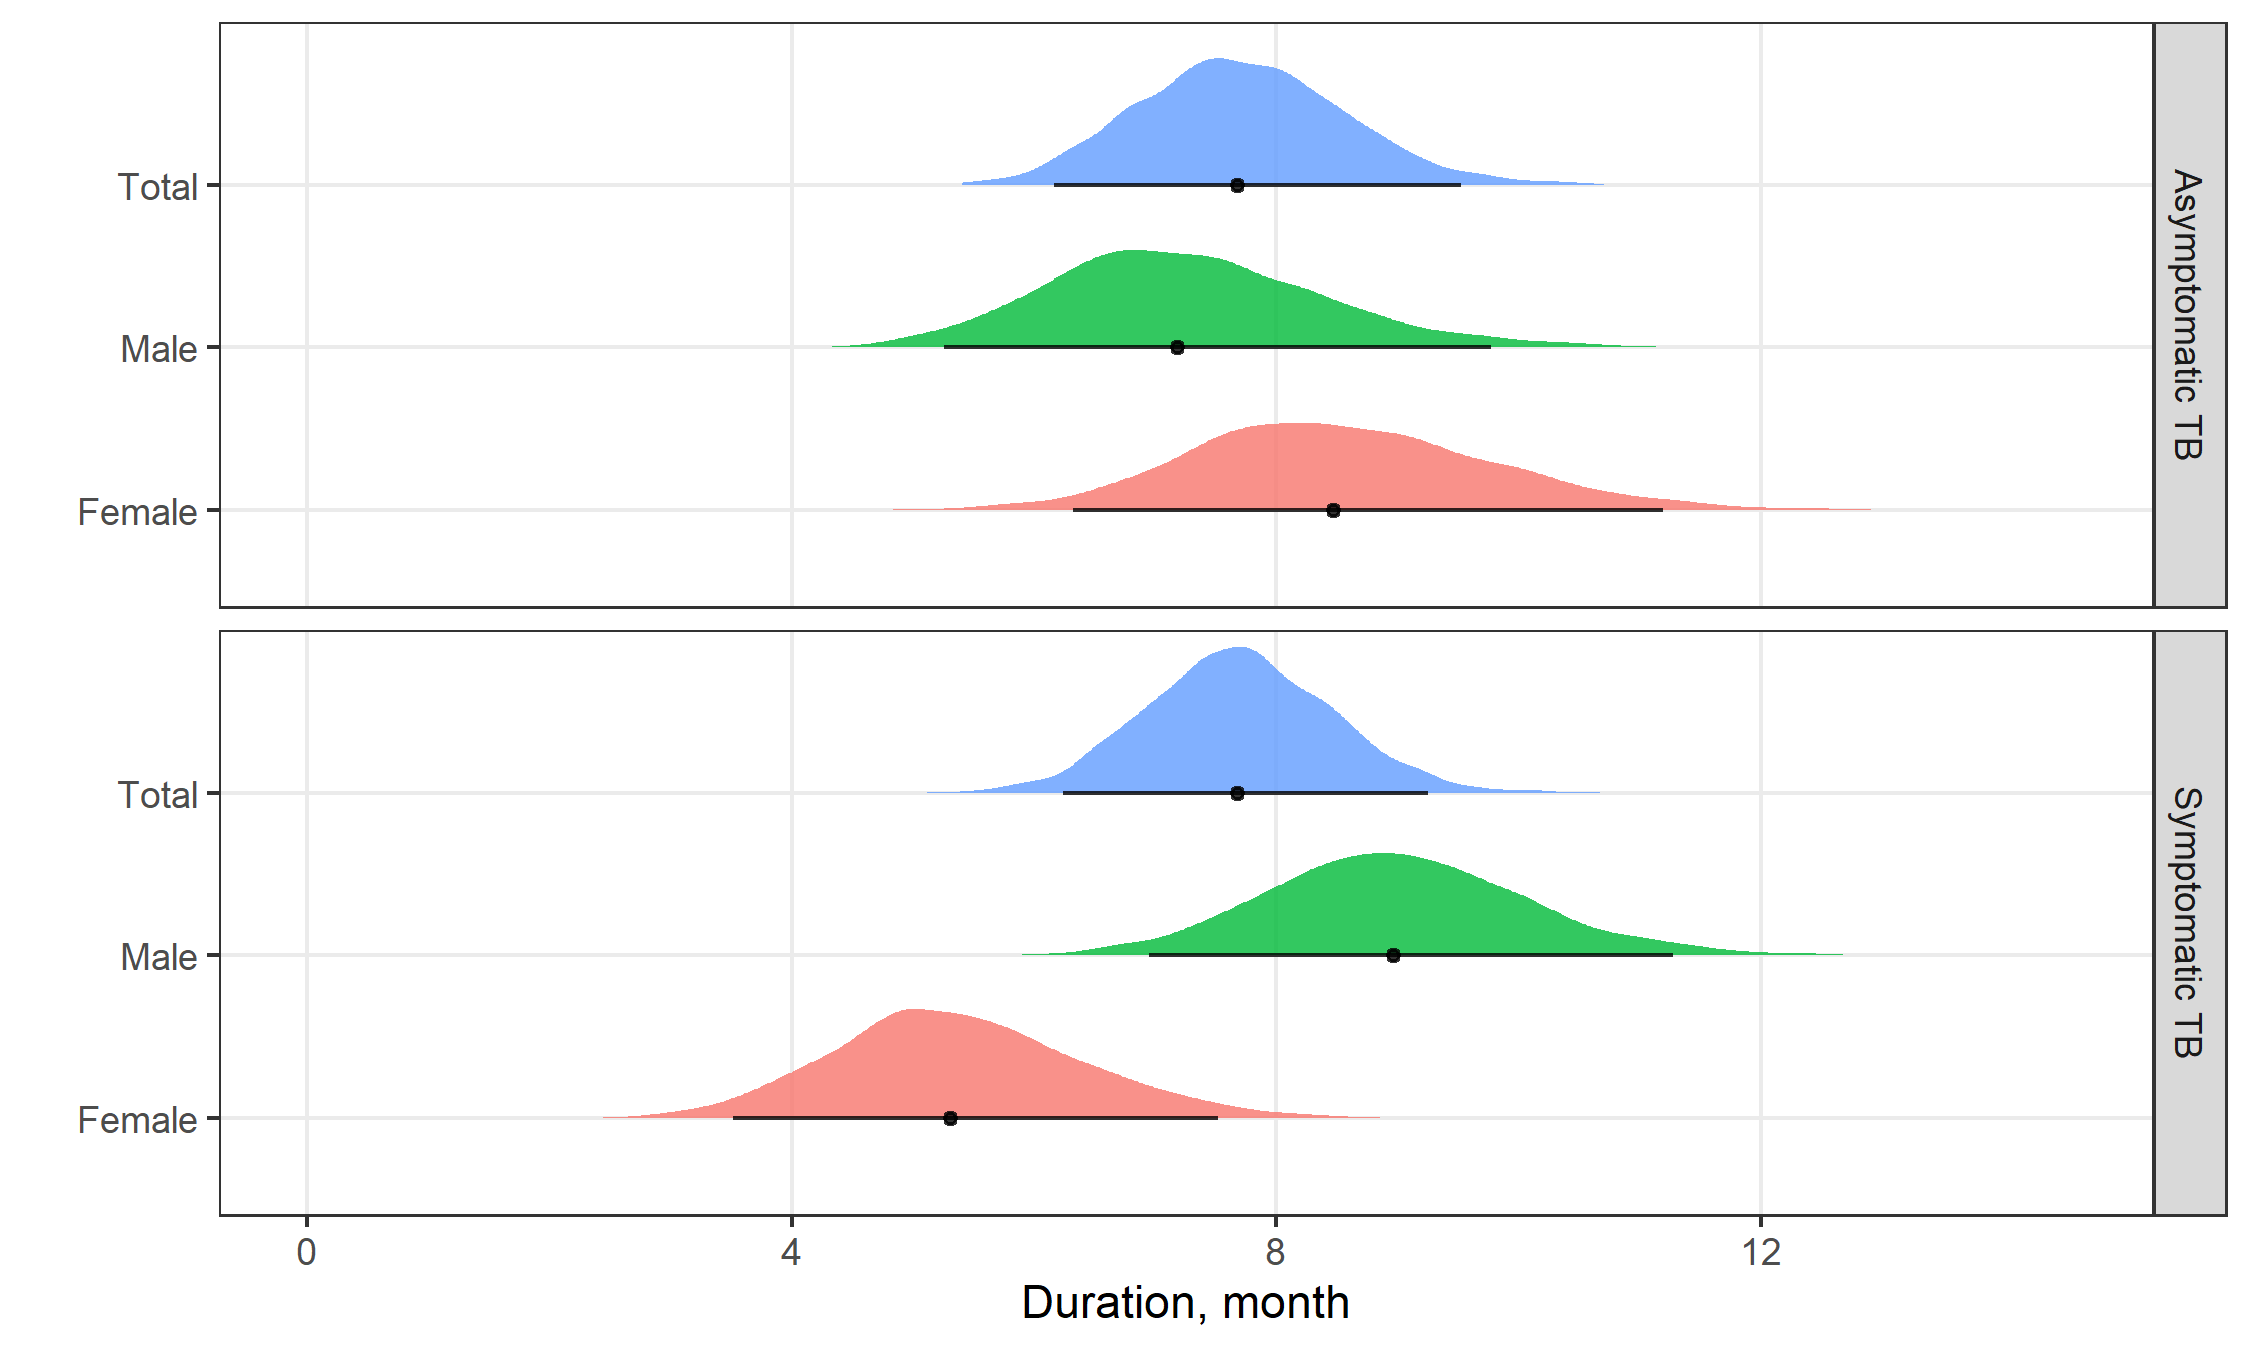 Total
Male
Female
Asymptomatic TB
Total
Male
Female
Symptomatic TB
0 4 8 12
Duration, month